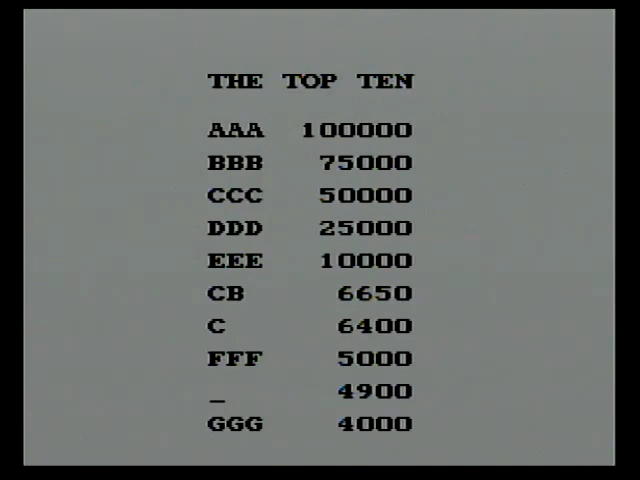 THE TOP TEN
AAA 100000
BBB 75000
CCC 50000
DDD 25000
EEE 10000
CB 6650
C 6400
FFF 5000
_ 4900
GGG 4000